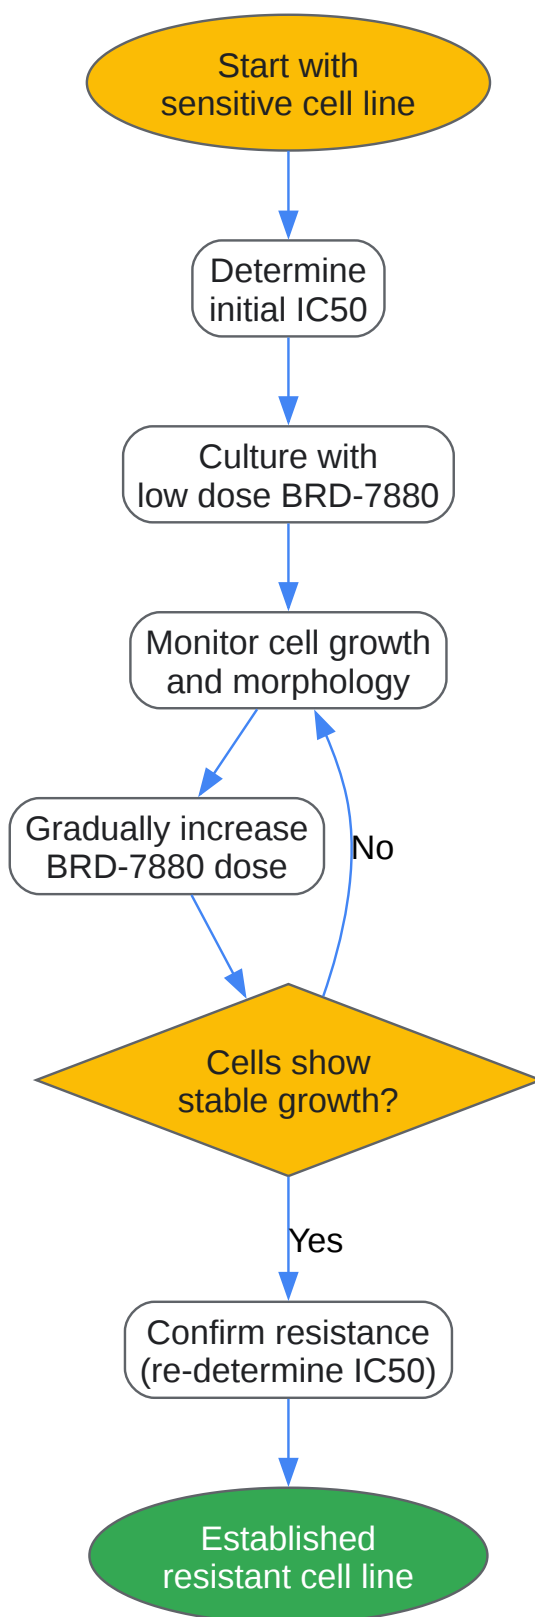 Start with
sensitive cell line
Determine
initial IC50
Culture with
low dose BRD-7880
Monitor cell growth
and morphology
Gradually increase
BRD-7880 dose
No
Cells show
stable growth?
Yes
Confirm resistance
(re-determine IC50)
Established
resistant cell line